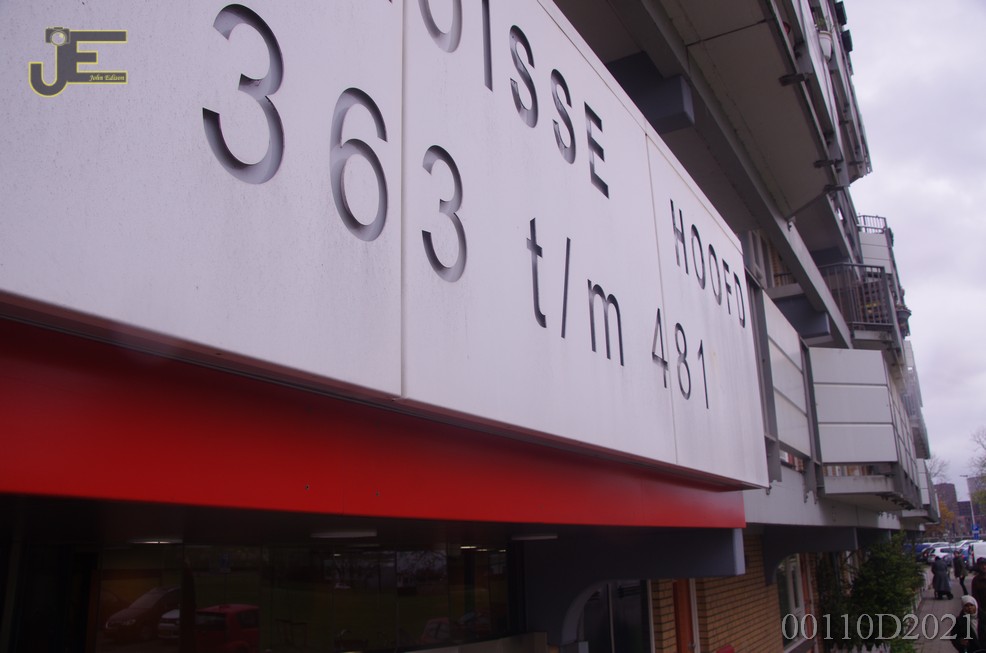 JE
John Edison
OISSE HOOFD
363 t/m 481
00110D2021